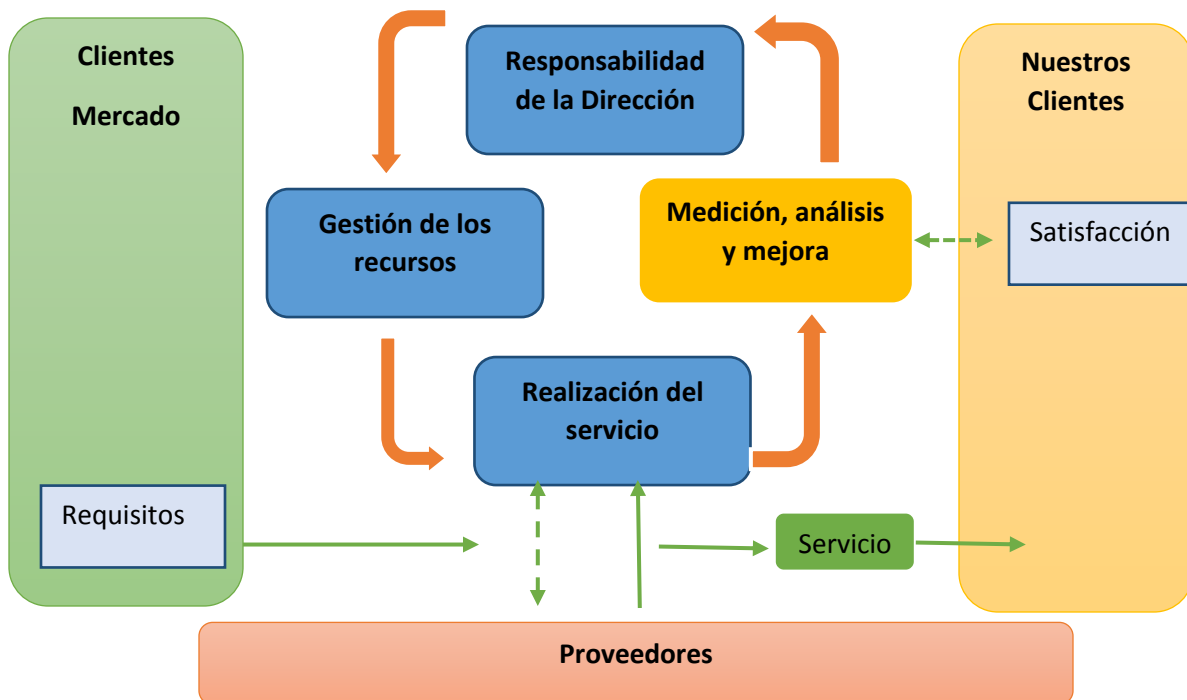 Clientes
Mercado
Responsabilidad
de la Dirección
Nuestros
Clientes
Gestión de los
recursos
Medición, análisis
y mejora
Satisfacción
Realización del
servicio
Requisitos
Servicio
Proveedores